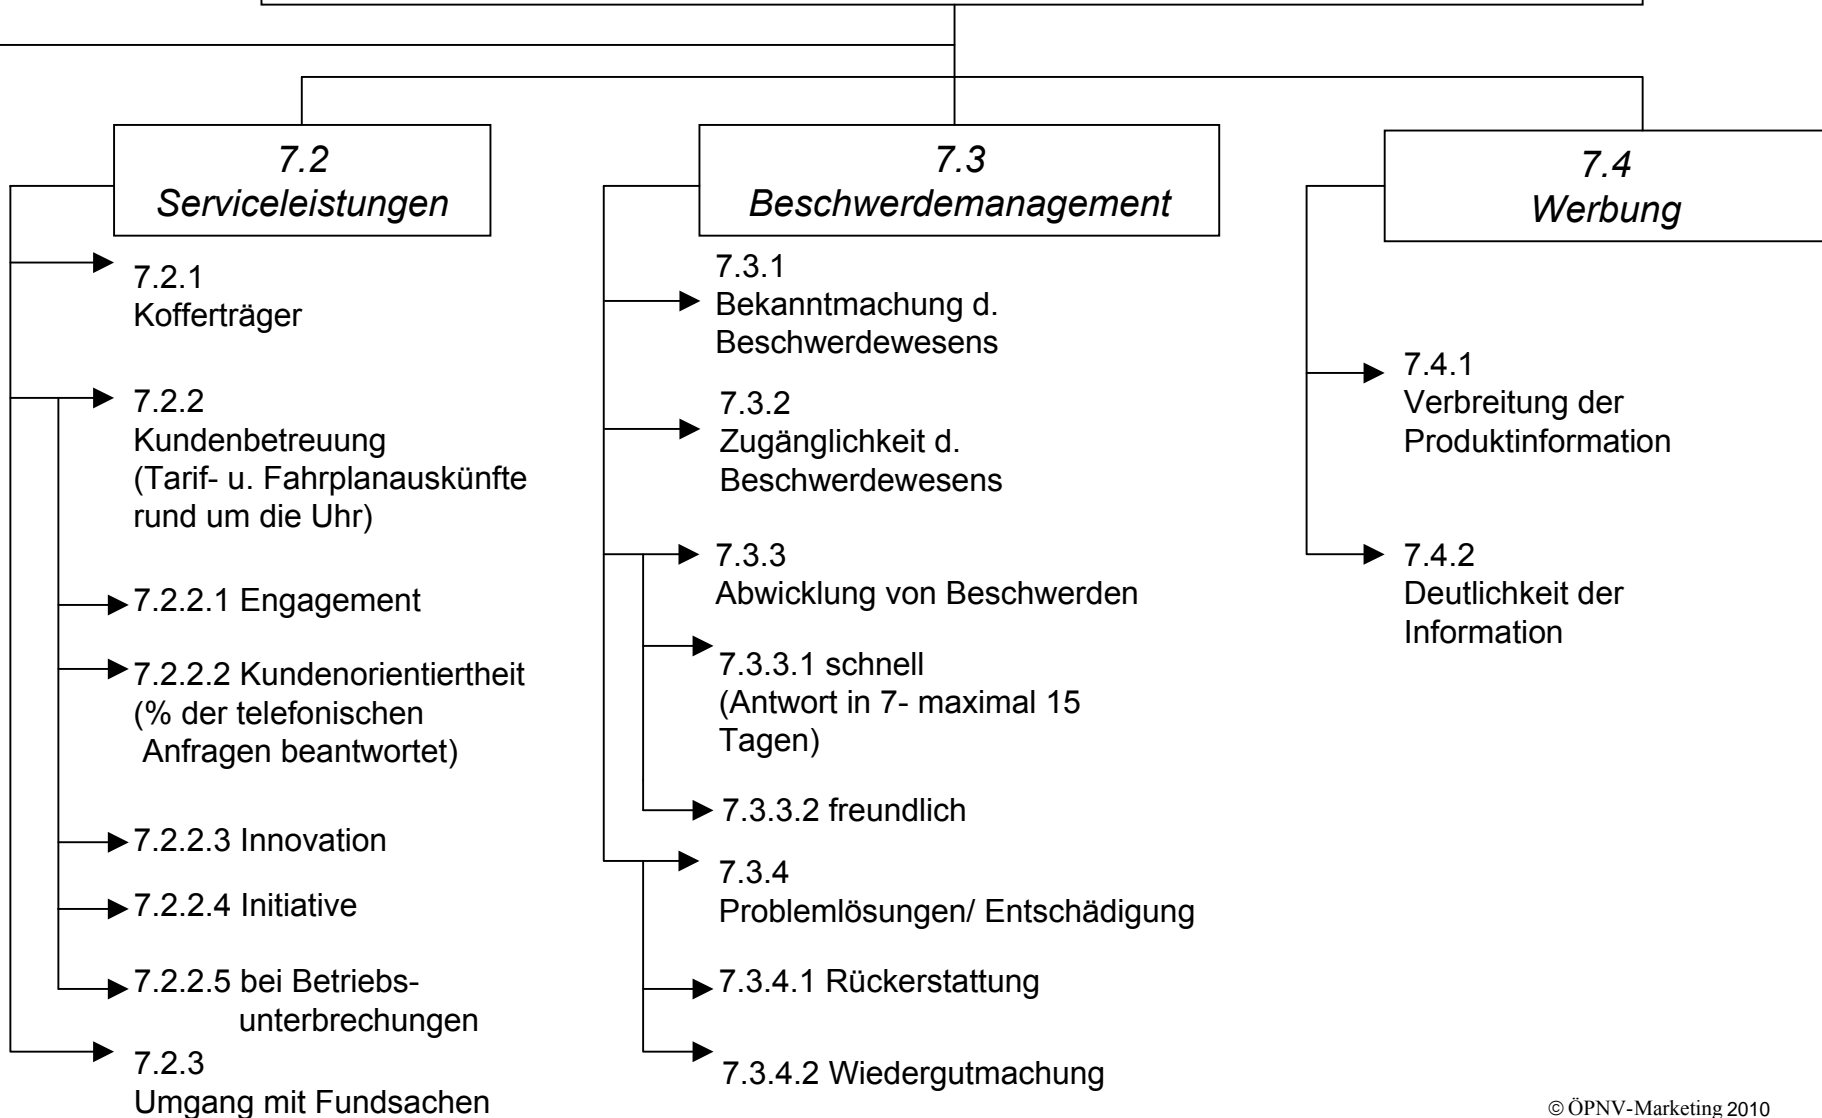 7.2
Serviceleistungen
7.2.1
Kofferträger
7.2.2
Kundenbetreuung
(Tarif- u. Fahrplanauskünfte
rund um die Uhr)
7.2.2.1 Engagement
7.2.2.2 Kundenorientiertheit
(% der telefonischen
Anfragen beantwortet)
7.2.2.3 Innovation
7.2.2.4 Initiative
7.2.2.5 bei Betriebs-
unterbrechungen
7.2.3
Umgang mit Fundsachen
7.3
Beschwerdemanagement
7.3.1
Bekanntmachung d.
Beschwerdewesens
7.3.2
Zugänglichkeit d.
Beschwerdewesens
7.3.3
Abwicklung von Beschwerden
7.3.3.1 schnell
(Antwort in 7- maximal 15
Tagen)
7.3.3.2 freundlich
7.3.4
Problemlösungen/ Entschädigung
7.3.4.1 Rückerstattung
7.3.4.2 Wiedergutmachung
7.4
Werbung
7.4.1
Verbreitung der
Produktinformation
7.4.2
Deutlichkeit der
Information
© ÖPNV-Marketing 2010